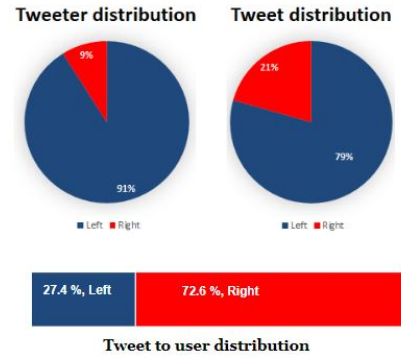 Tweeter distribution
Tweet distribution
9%
91%
21%
79%
Left Right
Left Right
27.4 %, Left
72.6 %, Right
Tweet to user distribution